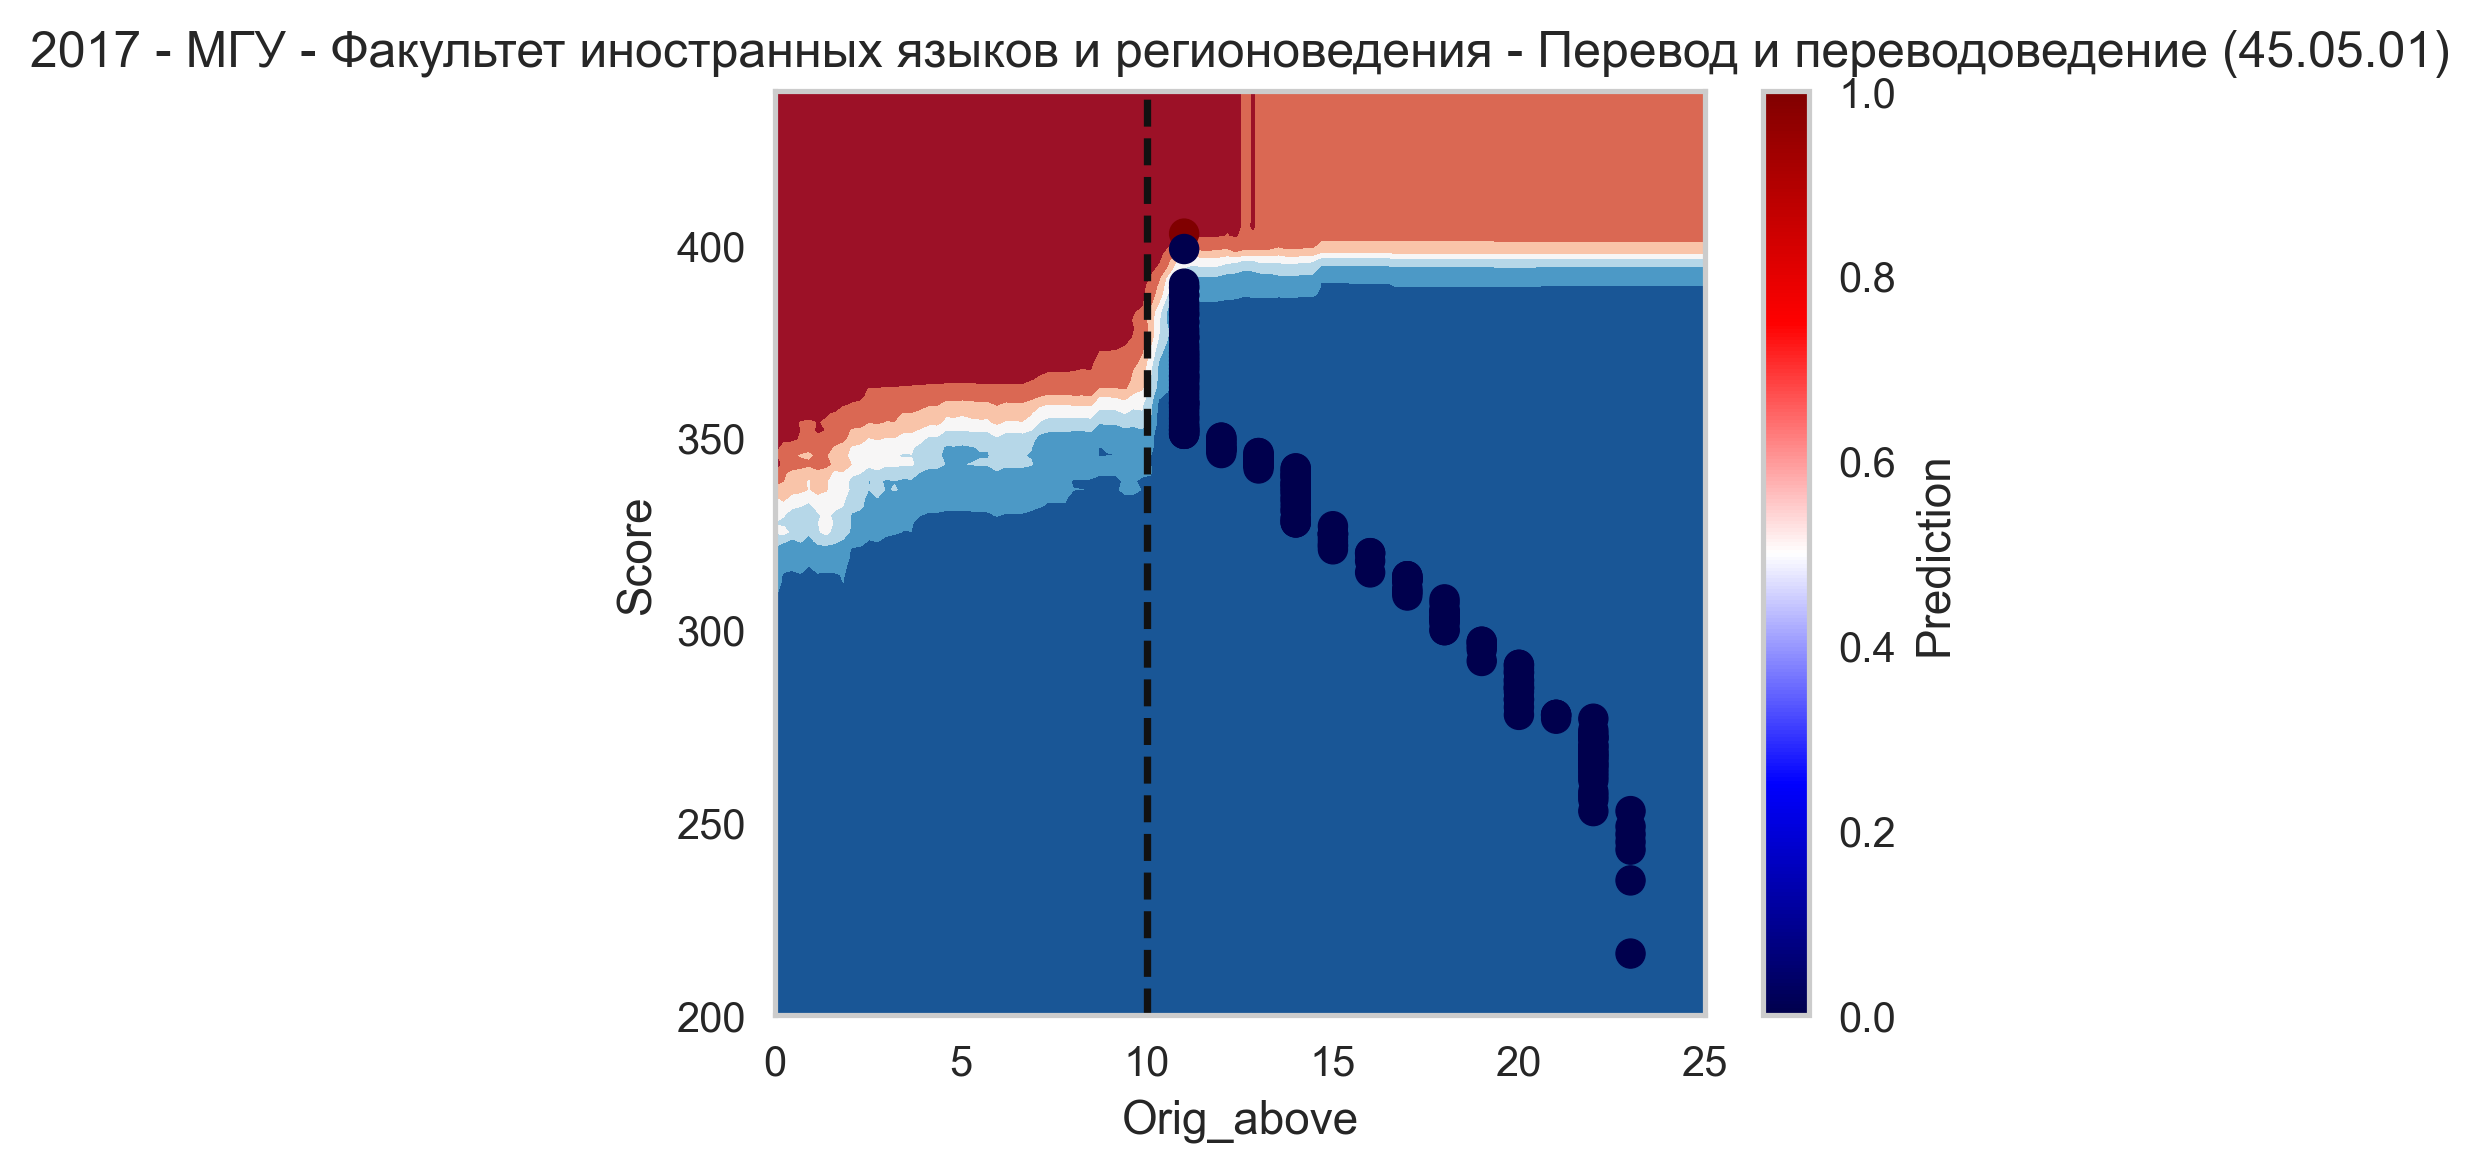 2017 - МГУ - Факультет иностранных языков и регионоведения - Перевод и переводоведение (45.05.01)
1.0
0.8
0.6
0.4
0.2
0.0
Prediction
Score
400
350
300
250
200
0 5 10 15 20 25
Orig_above